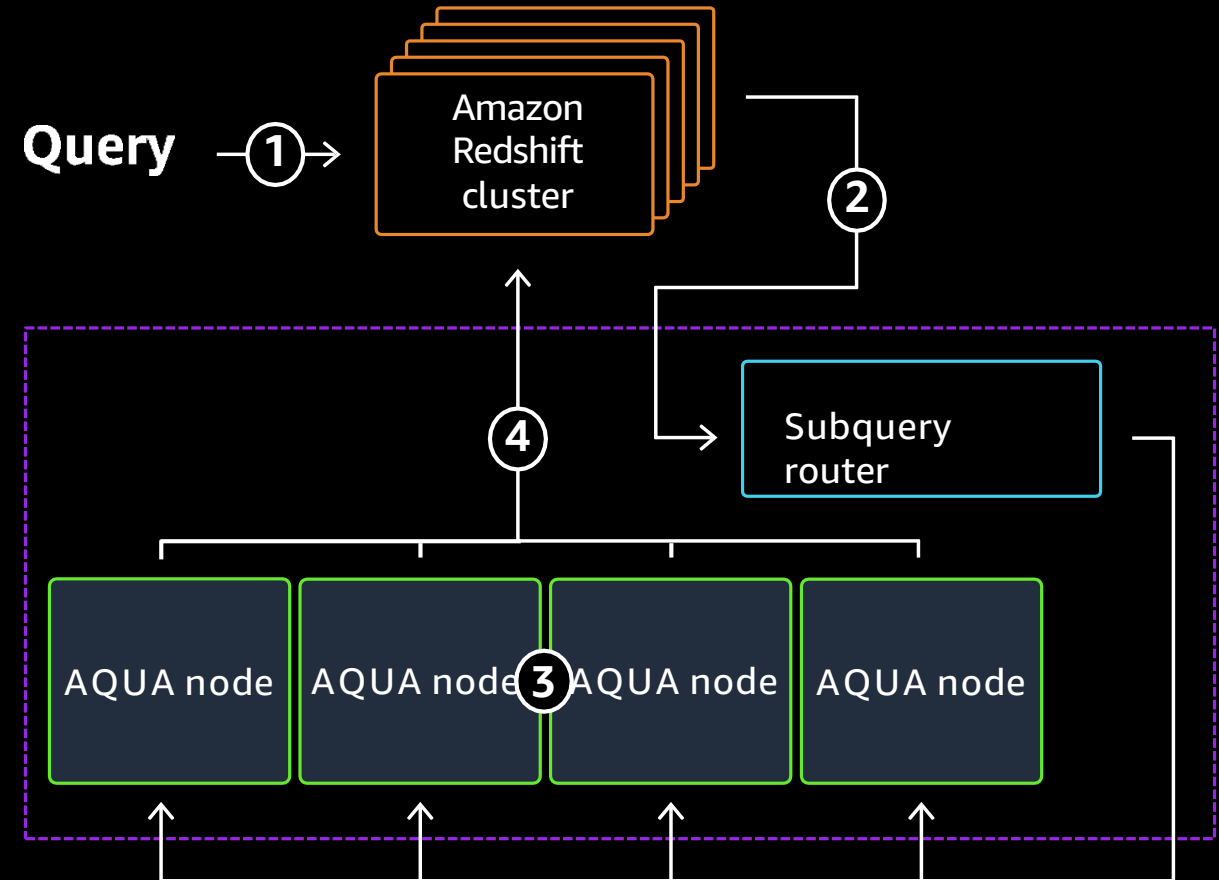 Query
1
Amazon
Redshift
cluster
2
4
Subquery
router
AQUA node
AQUA node
3
AQUA node
AQUA node